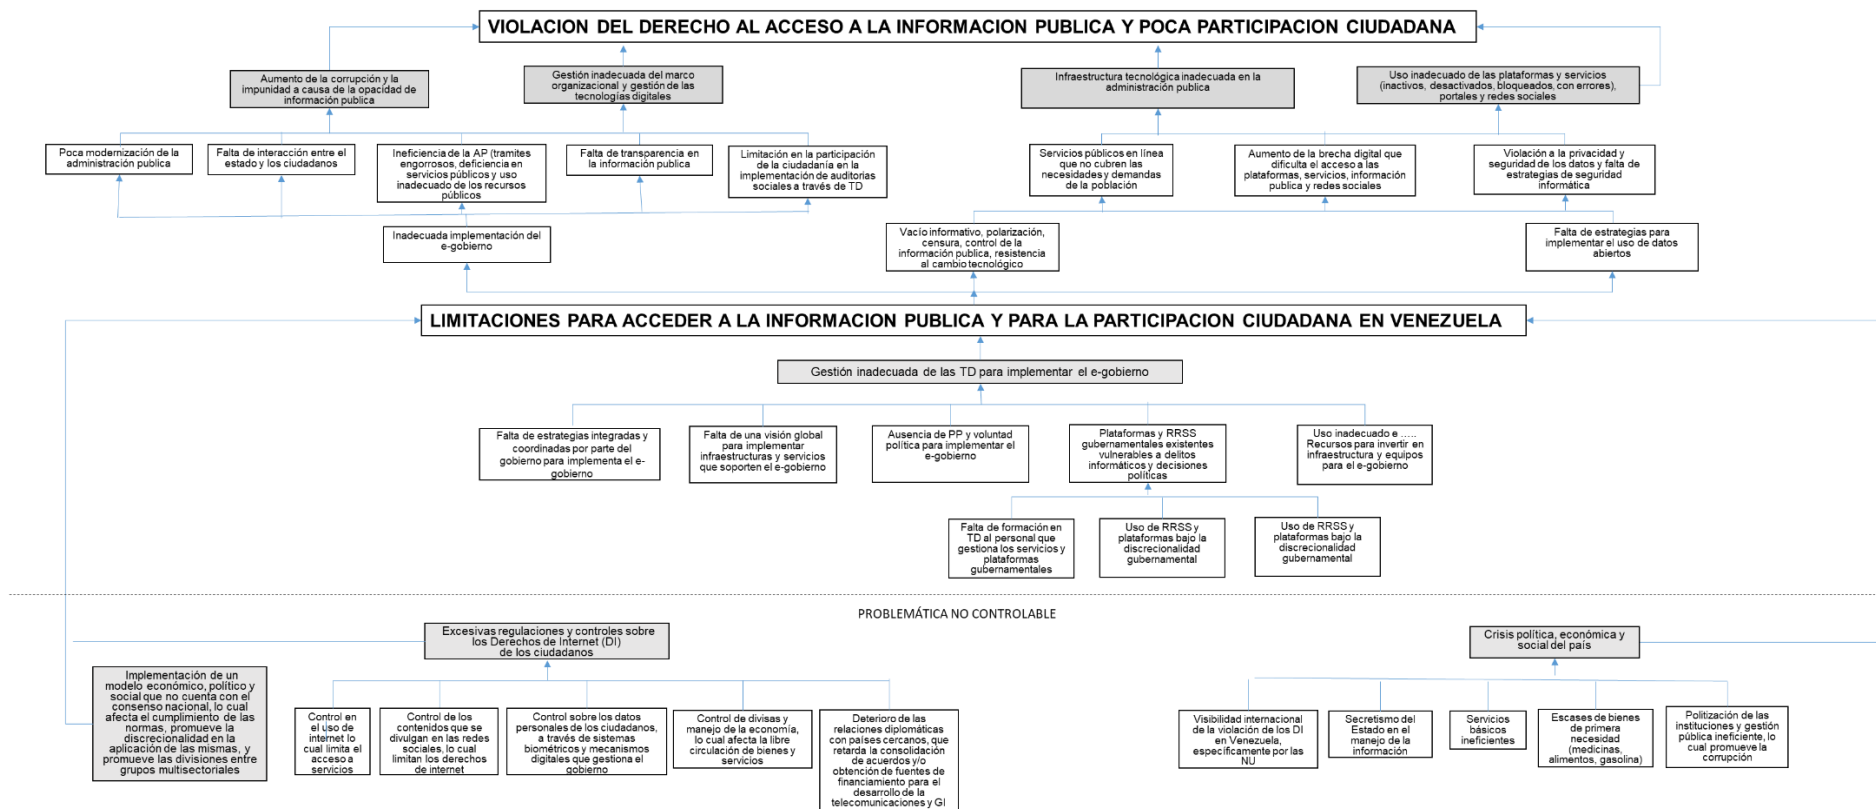 VIOLACION DEL DERECHO AL ACCESO A LA INFORMACION PUBLICA Y POCA PARTICIPACION CIUDADANA
Aumento de la corrupción y la
impunidad a causa de la opacidad de
información publica
Gestión inadecuada del marco
organizacional y gestión de las
tecnologías digitales
Infraestructura tecnológica inadecuada en la
administración publica
Uso inadecuado de las plataformas y servicios
(inactivos, desactivados, bloqueados, con errores),
portales y redes sociales
Poca modernización de la
administración publica
Falta de interacción entre el
estado y los ciudadanos
Ineficiencia de la AP (tramites
engorrosos, deficiencia en
servicios públicos y uso
inadecuado de los recursos
públicos
Falta de transparencia en
la información publica
Limitación en la participación
de la ciudadanía en la
implementación de auditorias
sociales a través de TD
Servicios públicos en línea
que no cubren las
necesidades y demandas
de la población
Aumento de la brecha digital que
dificulta el acceso a las
plataformas, servicios, información
publica y redes sociales
Violación a la privacidad y
seguridad de los datos y falta de
estrategias de seguridad
informática
Inadecuada implementación del
e-gobierno
Vacío informativo, polarización,
censura, control de la
información publica, resistencia
al cambio tecnológico
Falta de estrategias para
implementar el uso de datos
abiertos
LIMITACIONES PARA ACCEDER A LA INFORMACION PUBLICA Y PARA LA PARTICIPACION CIUDADANA EN VENEZUELA
Gestión inadecuada de las TD para implementar el e-gobierno
Falta de estrategias integradas y
coordinadas por parte del
gobierno para implementa el e-
gobierno
Falta de una visión global
para implementar
infraestructuras y servicios
que soporten el e-gobierno
Ausencia de PP y voluntad
política para implementar el
e-gobierno
Plataformas y RRSS
gubernamentales existentes
vulnerables a delitos
informáticos y decisiones
políticas
Uso inadecuado e .....
Recursos para invertir en
infraestructura y equipos
para el e-gobierno
Falta de formación en
TD al personal que
gestiona los servicios y
plataformas
gubernamentales
Uso de RRSS y
plataformas bajo la
discrecionalidad
gubernamental
Uso de RRSS y
plataformas bajo la
discrecionalidad
gubernamental
PROBLEMÁTICA NO CONTROLABLE
Excesivas regulaciones y controles sobre
los Derechos de Internet (DI)
de los ciudadanos
Crisis política, económica y
social del país
Implementación de un
modelo económico, político y
social que no cuenta con el
consenso nacional, lo cual
afecta el cumplimiento de las
normas, promueve la
discrecionalidad en la
aplicación de las mismas, y
promueve las divisiones entre
grupos multisectoriales
Control en
el uso de
internet lo
cual limita el
acceso a
servicios
Control de los
contenidos que se
divulgan en las redes
sociales, lo cual
limitan los derechos
de internet
Control sobre los datos
personales de los ciudadanos,
a través de sistemas
biométricos y mecanismos
digitales que gestiona el
gobierno
Control de divisas y
manejo de la economía,
lo cual afecta la libre
circulación de bienes y
servicios
Deterioro de las
relaciones diplomáticas
con países cercanos, que
retarda la consolidación
de acuerdos y/o
obtención de fuentes de
financiamiento para el
desarrollo de la
telecomunicaciones y GI
Visibilidad internacional
de la violación de los DI
en Venezuela,
específicamente por las
NU
Secretismo del
Estado en el
manejo de la
información
Servicios
básicos
ineficientes
Escases de bienes
de primera
necesidad
(medicinas,
alimentos, gasolina)
Politización de las
instituciones y gestión
pública ineficiente, lo
cual promueve la
corrupción